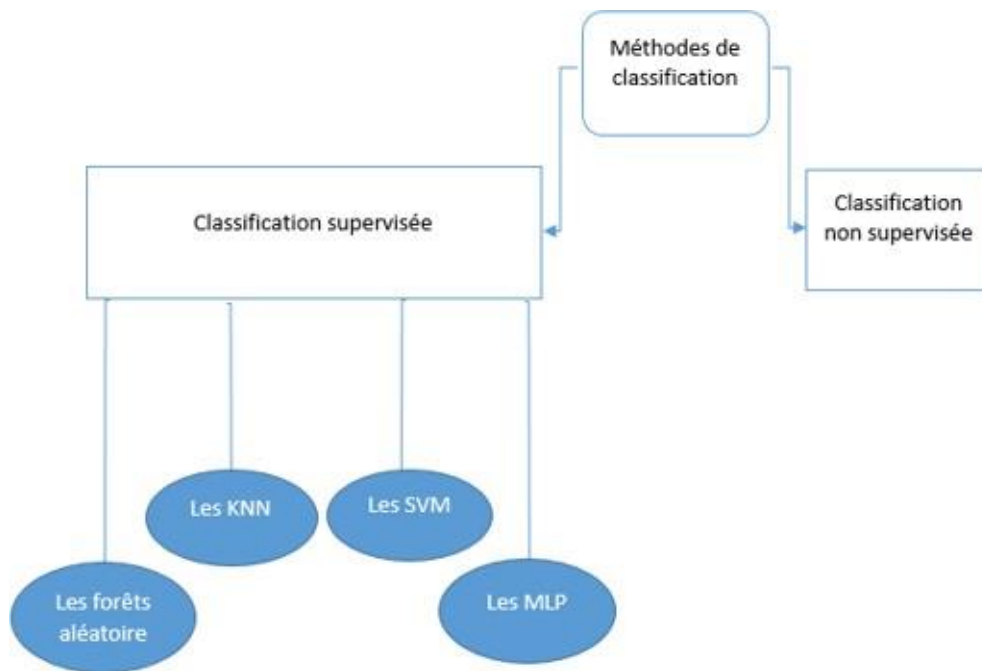 Méthodes de
classification
Classification supervisée
Classification
non supervisée
Les KNN
Les SVM
Les forêts
aléatoire
Les MLP